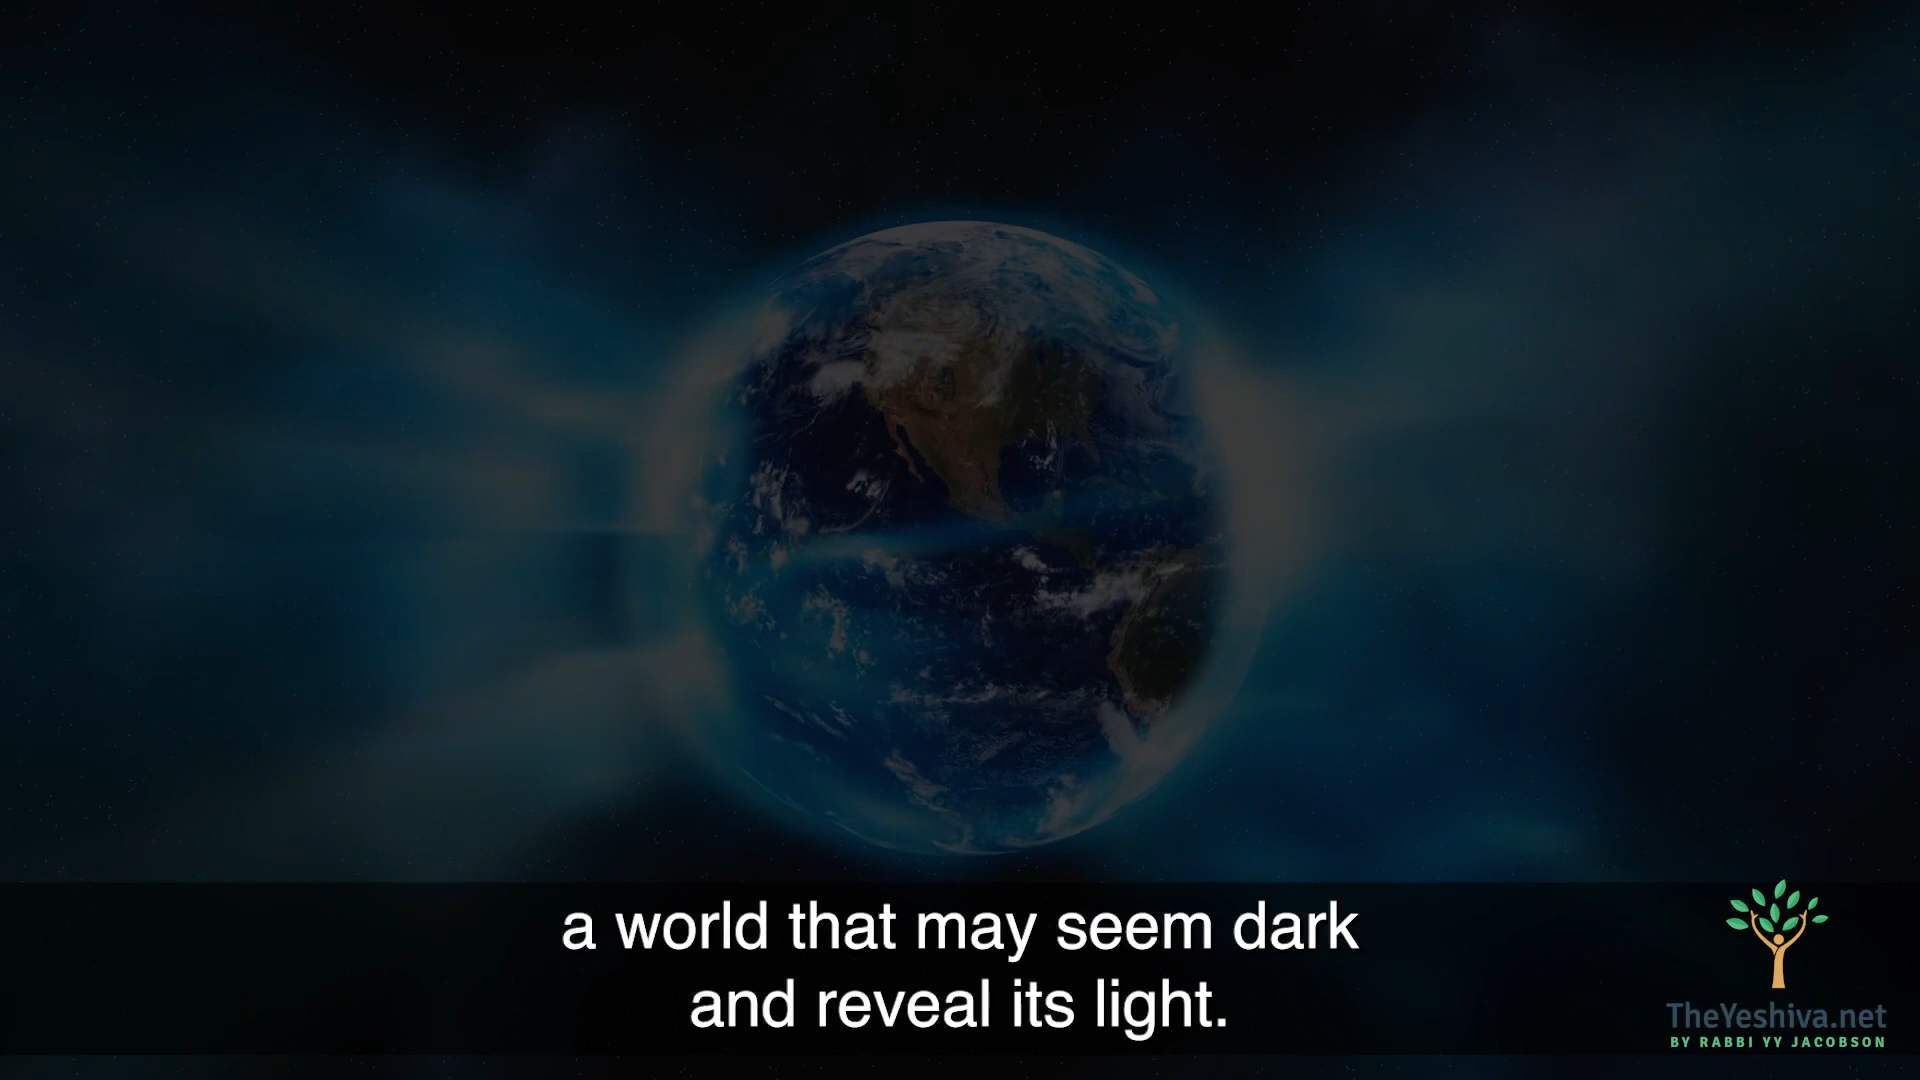 a world that may seem dark
and reveal its light.
TheYeshiva.net
BY RABBI YY JACOBSON